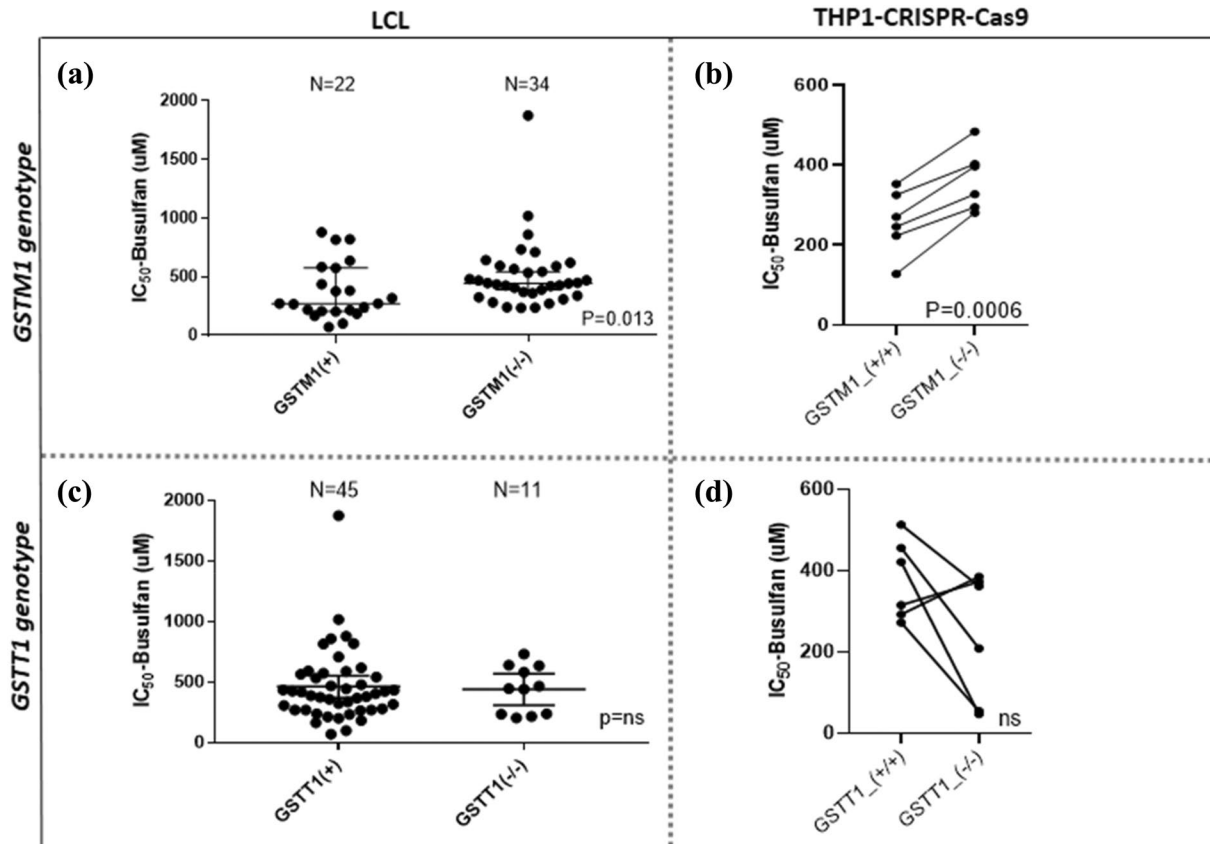 LCL
THP1-CRISPR-Cas9
GSTM1 genotype
(a)
N=22
N=34
IC₅₀-Busulfan (uM)
2000
1500
1000
500
0
P=0.013
GSTM1(+)
GSTM1(-/-)
(b)
IC₅₀-Busulfan (uM)
600
400
200
0
P=0.0006
GSTM1_(+/+)
GSTM1_(-/-)
GSTT1 genotype
(c)
N=45
N=11
IC₅₀-Busulfan (uM)
2000
1500
1000
500
0
p=ns
GSTT1(+)
GSTT1(-/-)
(d)
IC₅₀-Busulfan (uM)
600
400
200
0
ns
GSTT1_(+/+)
GSTT1_(-/-)